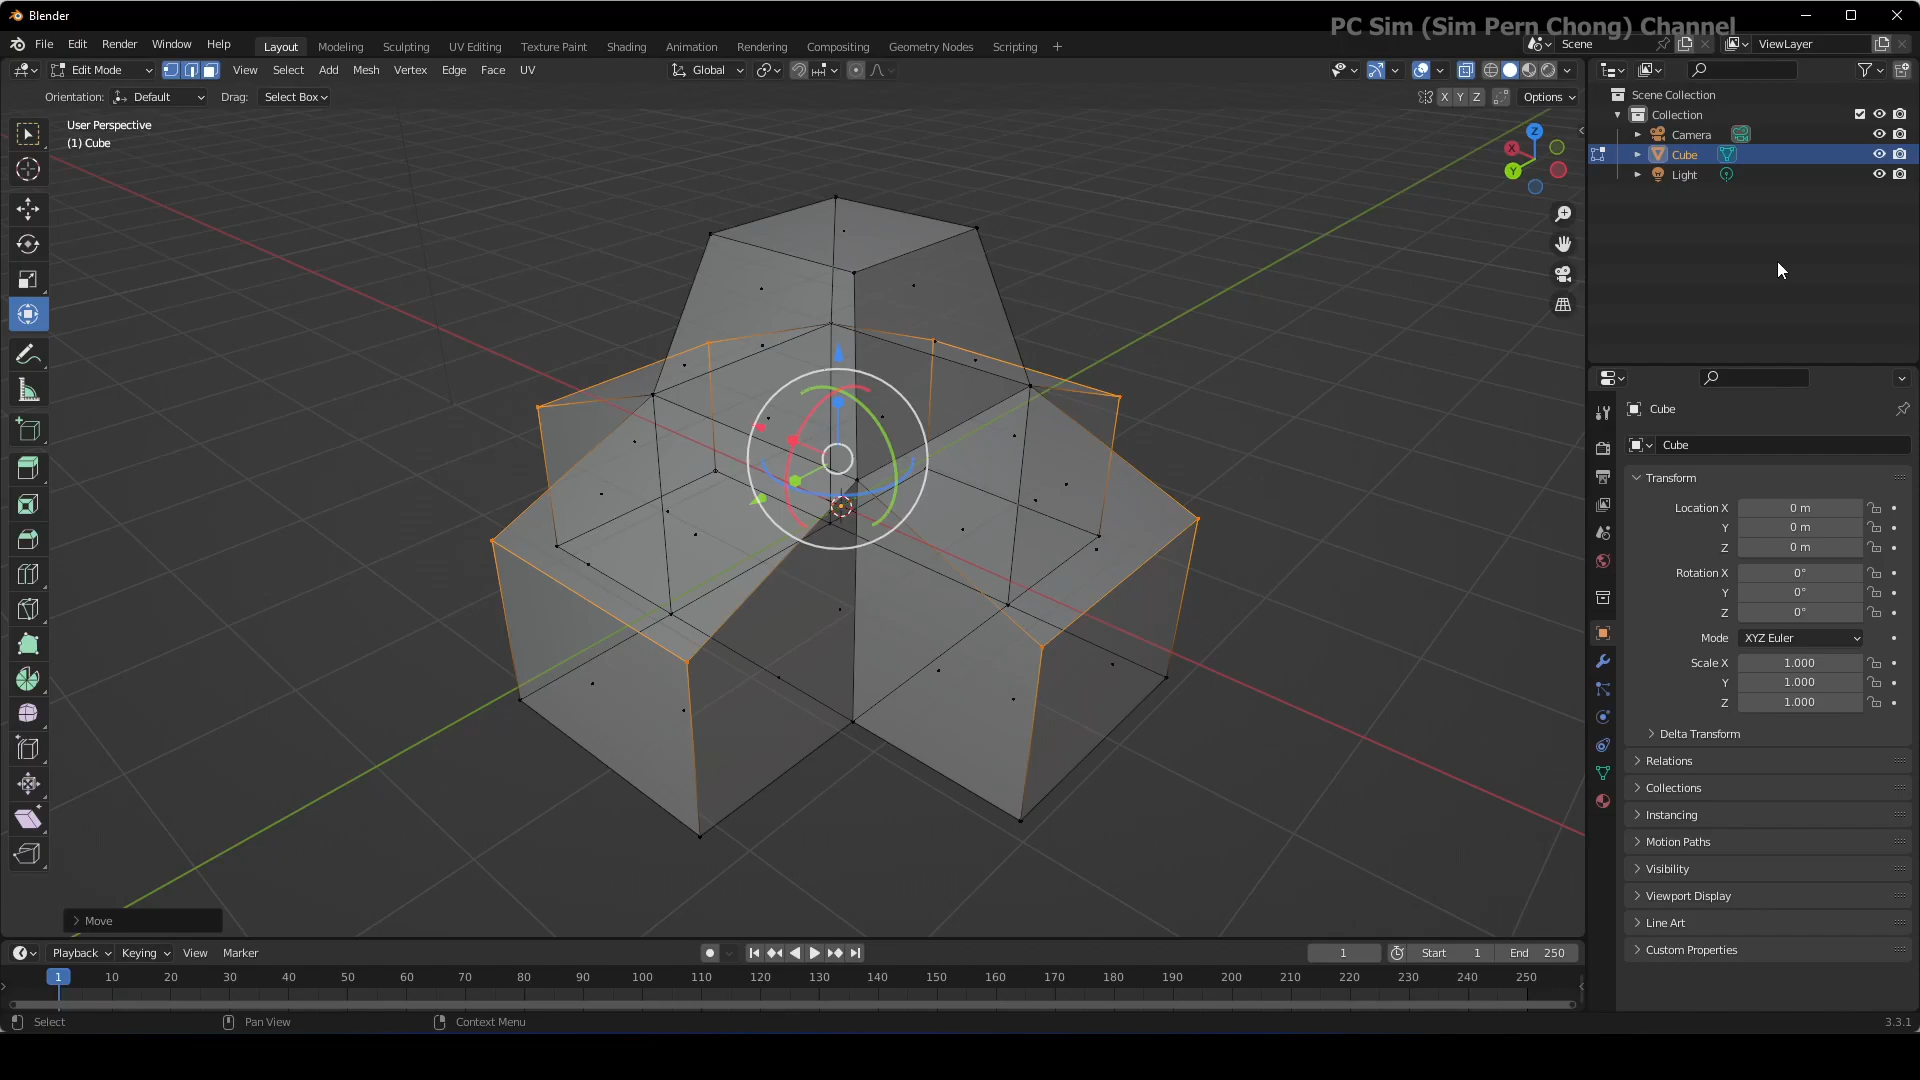 Blender
PC Sim (Sim Pern Chong) Channel
File Edit Render Window Help Layout Modeling Sculpting UV Editing Texture Paint Shading Animation Rendering Compositing Geometry Nodes Scripting + Scene ViewLayer
Edit Mode View Select Add Mesh Vertex Edge Face UV Global
Orientation: Default Drag: Select Box X Y Z Options
User Perspective
(1) Cube
Z
X
Y
Scene Collection
Collection
Camera
Cube
Light
Cube
Cube
Transform
Location X 0 m
Y 0 m
Z 0 m
Rotation X 0°
Y 0°
Z 0°
Mode XYZ Euler
Scale X 1.000
Y 1.000
Z 1.000
Delta Transform
Relations
Collections
Instancing
Motion Paths
Visibility
Viewport Display
Line Art
Custom Properties
Move
Playback Keying View Marker 1 Start 1 End 250
1 10 20 30 40 50 60 70 80 90 100 110 120 130 140 150 160 170 180 190 200 210 220 230 240 250
Select Pan View Context Menu 3.3.1